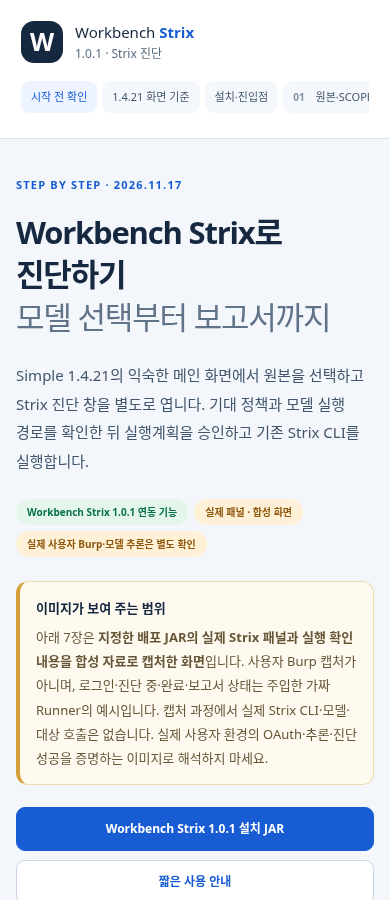 W
Workbench Strix
1.0.1 · Strix 진단
시작 전 확인
1.4.21 화면 기준
설치·진입점
01 원본·SCOP
STEP BY STEP · 2026.11.17
Workbench Strix로
진단하기
모델 선택부터 보고서까지
Simple 1.4.21의 익숙한 메인 화면에서 원본을 선택하고
Strix 진단 창을 별도로 엽니다. 기대 정책과 모델 실행
경로를 확인한 뒤 실행계획을 승인하고 기존 Strix CLI를
실행합니다.
Workbench Strix 1.0.1 연동 기능
실제 패널 · 합성 화면
실제 사용자 Burp·모델 추론은 별도 확인
이미지가 보여 주는 범위
아래 7장은 지정한 배포 JAR의 실제 Strix 패널과 실행 확인
내용을 합성 자료로 캡처한 화면입니다. 사용자 Burp 캡처가
아니며, 로그인·진단 중·완료·보고서 상태는 주입한 가짜
Runner의 예시입니다. 캡처 과정에서 실제 Strix CLI·모델·
대상 호출은 없습니다. 실제 사용자 환경의 OAuth·추론·진단
성공을 증명하는 이미지로 해석하지 마세요.
Workbench Strix 1.0.1 설치 JAR
짧은 사용 안내